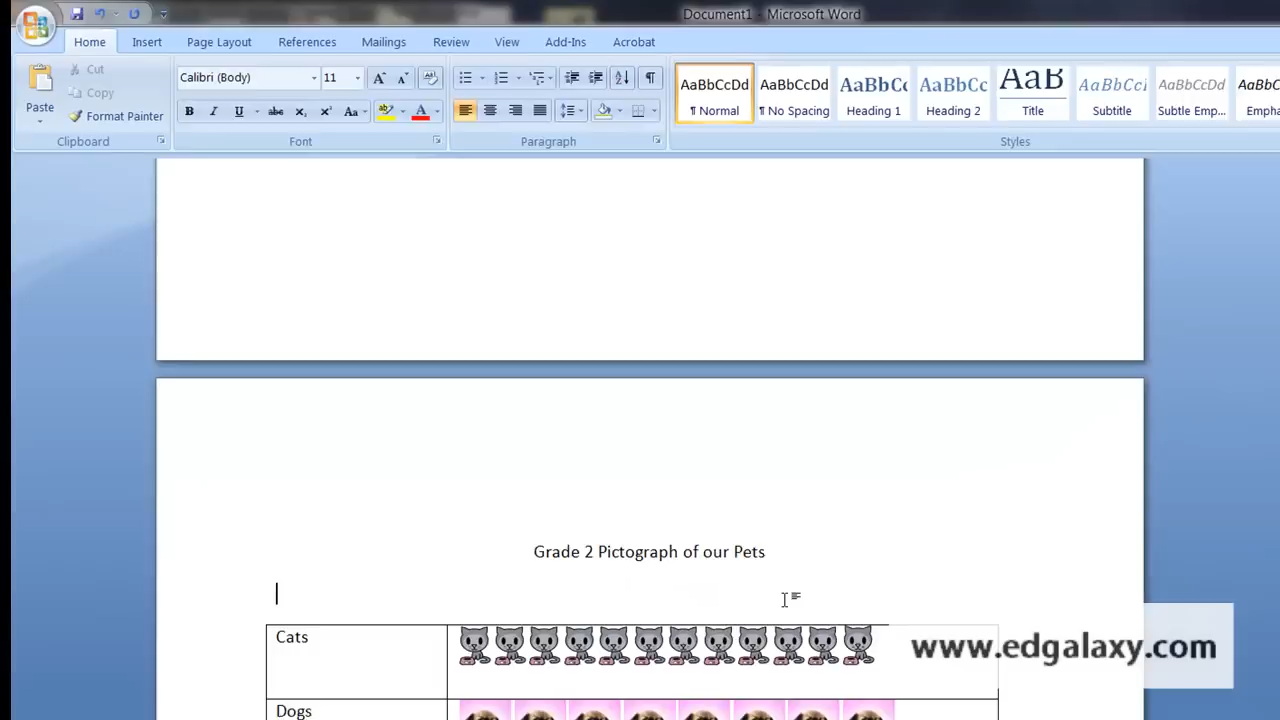 Document1 - Microsoft Word
Home Insert Page Layout References Mailings Review View Add-Ins Acrobat
Paste
Cut
Copy
Format Painter
Clipboard
Calibri (Body) 11
Font
Paragraph
AaBbCcDd AaBbCcDd AaBbCc AaBbCc AaB AaBbCci AaBbCcDd AaBbCc
¶ Normal ¶ No Spacing Heading 1 Heading 2 Title Subtitle Subtle Emp... Empha
Styles
Grade 2 Pictograph of our Pets
Cats
Dogs
www.edgalaxy.com